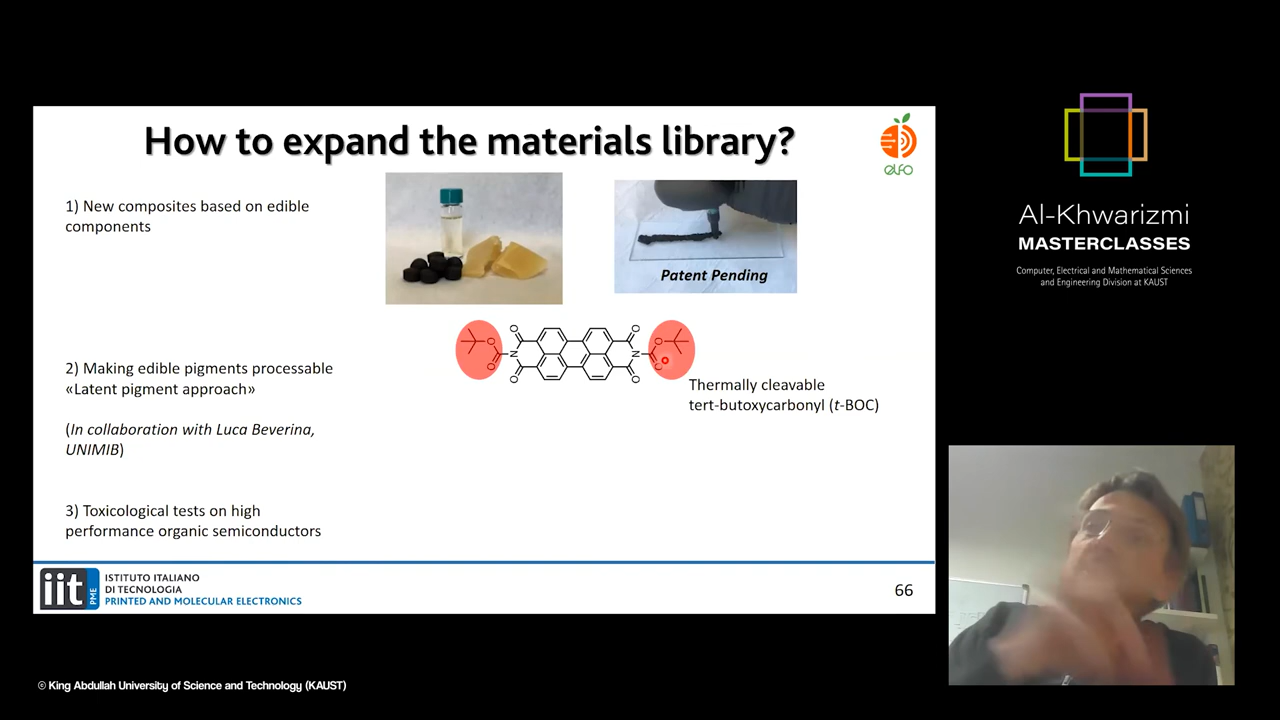 How to expand the materials library?
eLFO
1) New composites based on edible
components
Patent Pending
O O O O
O N N O
O O O O
2) Making edible pigments processable
«Latent pigment approach»
Thermally cleavable
tert-butoxycarbonyl (t-BOC)
(In collaboration with Luca Beverina,
UNIMIB)
3) Toxicological tests on high
performance organic semiconductors
iit PME
ISTITUTO ITALIANO
DI TECNOLOGIA
PRINTED AND MOLECULAR ELECTRONICS
66
Al-Khwarizmi
MASTERCLASSES
Computer, Electrical and Mathematical Sciences
and Engineering Division at KAUST
© King Abdullah University of Science and Technology (KAUST)